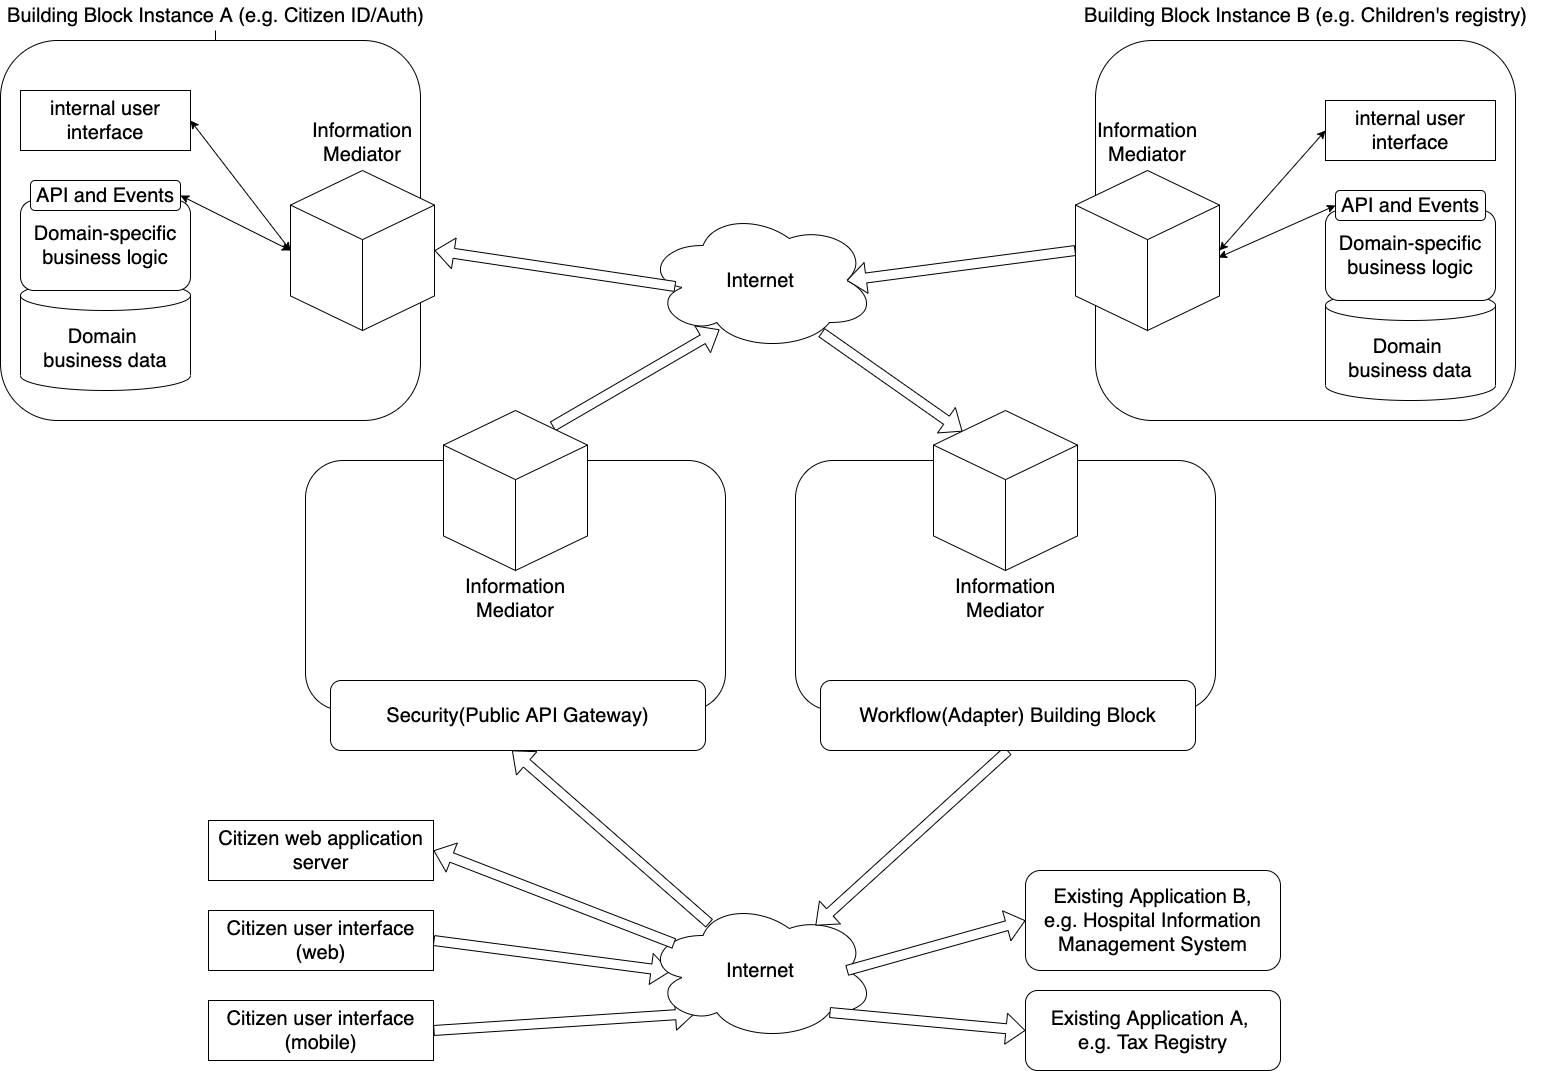 Building Block Instance A (e.g. Citizen ID/Auth)
Building Block Instance B (e.g. Children's registry)
internal user
interface
Information
Mediator
API and Events
Domain-specific
business logic
Domain
business data
Information
Mediator
internal user
interface
API and Events
Domain-specific
business logic
Domain
business data
Internet
Information
Mediator
Information
Mediator
Security(Public API Gateway)
Workflow(Adapter) Building Block
Citizen web application
server
Citizen user interface
(web)
Citizen user interface
(mobile)
Internet
Existing Application B,
e.g. Hospital Information
Management System
Existing Application A,
e.g. Tax Registry